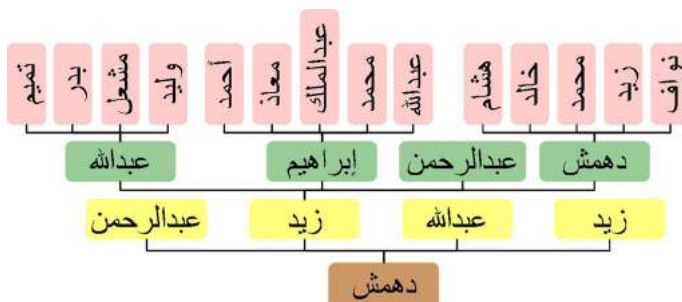 نواف زيد محمد خالد هشام عبدالله محمد عبدالملك معاذ أحمد وليد مشعل بدر تميم
دهمش عبدالرحمن إبراهيم عبدالله
زيد عبدالله زيد عبدالرحمن
دهمش